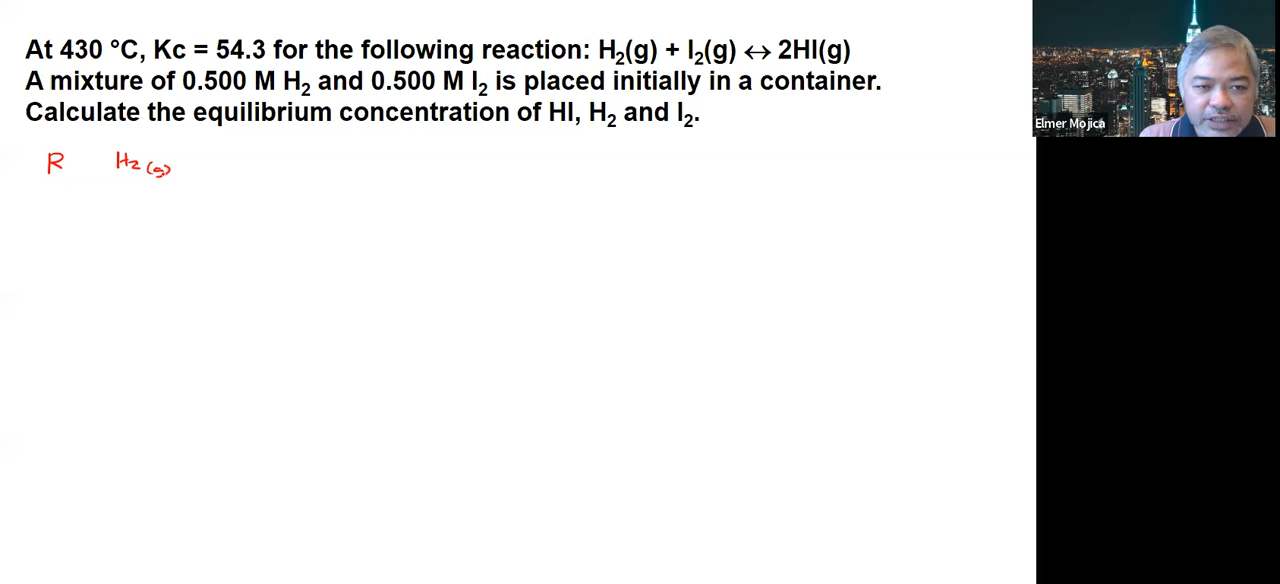 At 430 °C, Kc = 54.3 for the following reaction: H₂(g) + I₂(g) ↔ 2HI(g)
A mixture of 0.500 M H₂ and 0.500 M I₂ is placed initially in a container.
Calculate the equilibrium concentration of HI, H₂ and I₂.
R H₂(g)
Elmer Mojica